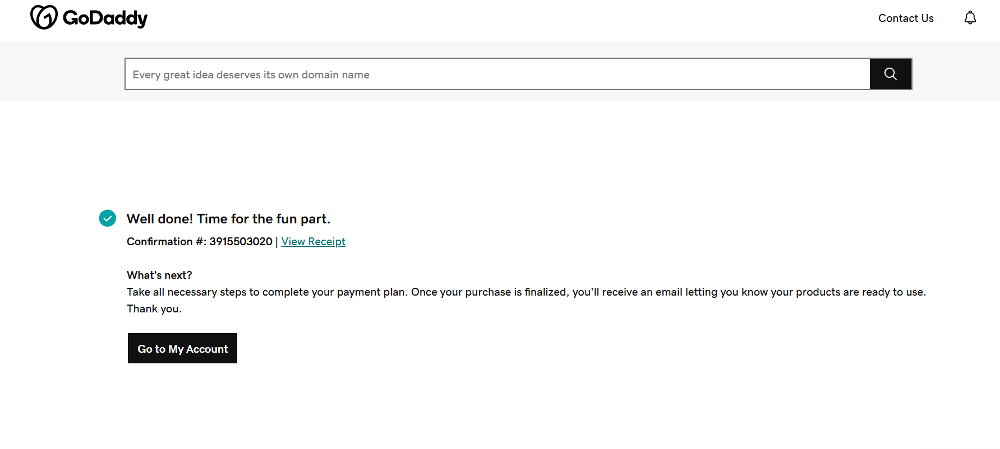 GoDaddy
Contact Us
Every great idea deserves its own domain name
Well done! Time for the fun part.
Confirmation #: 3915503020 | View Receipt
What's next?
Take all necessary steps to complete your payment plan. Once your purchase is finalized, you'll receive an email letting you know your products are ready to use.
Thank you.
Go to My Account